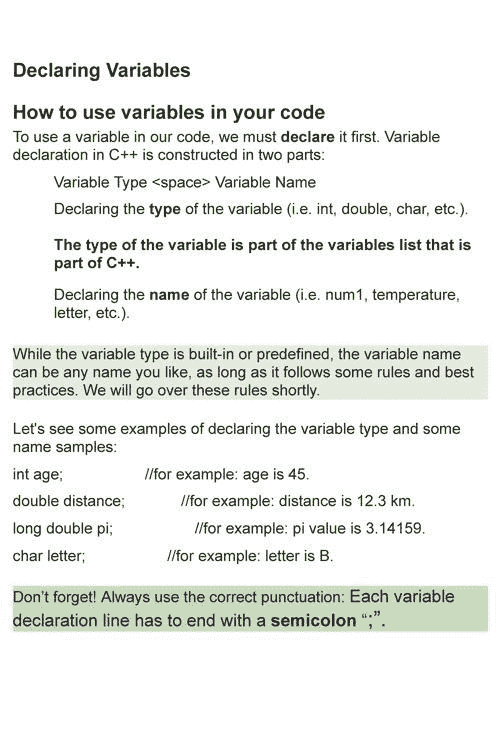 Declaring Variables
How to use variables in your code
To use a variable in our code, we must declare it first. Variable
declaration in C++ is constructed in two parts:
Variable Type <space> Variable Name
Declaring the type of the variable (i.e. int, double, char, etc.).
The type of the variable is part of the variables list that is
part of C++.
Declaring the name of the variable (i.e. num1, temperature,
letter, etc.).
While the variable type is built-in or predefined, the variable name
can be any name you like, as long as it follows some rules and best
practices. We will go over these rules shortly.
Let's see some examples of declaring the variable type and some
name samples:
int age; //for example: age is 45.
double distance; //for example: distance is 12.3 km.
long double pi; //for example: pi value is 3.14159.
char letter; //for example: letter is B.
Don’t forget! Always use the correct punctuation: Each variable
declaration line has to end with a semicolon “;”.